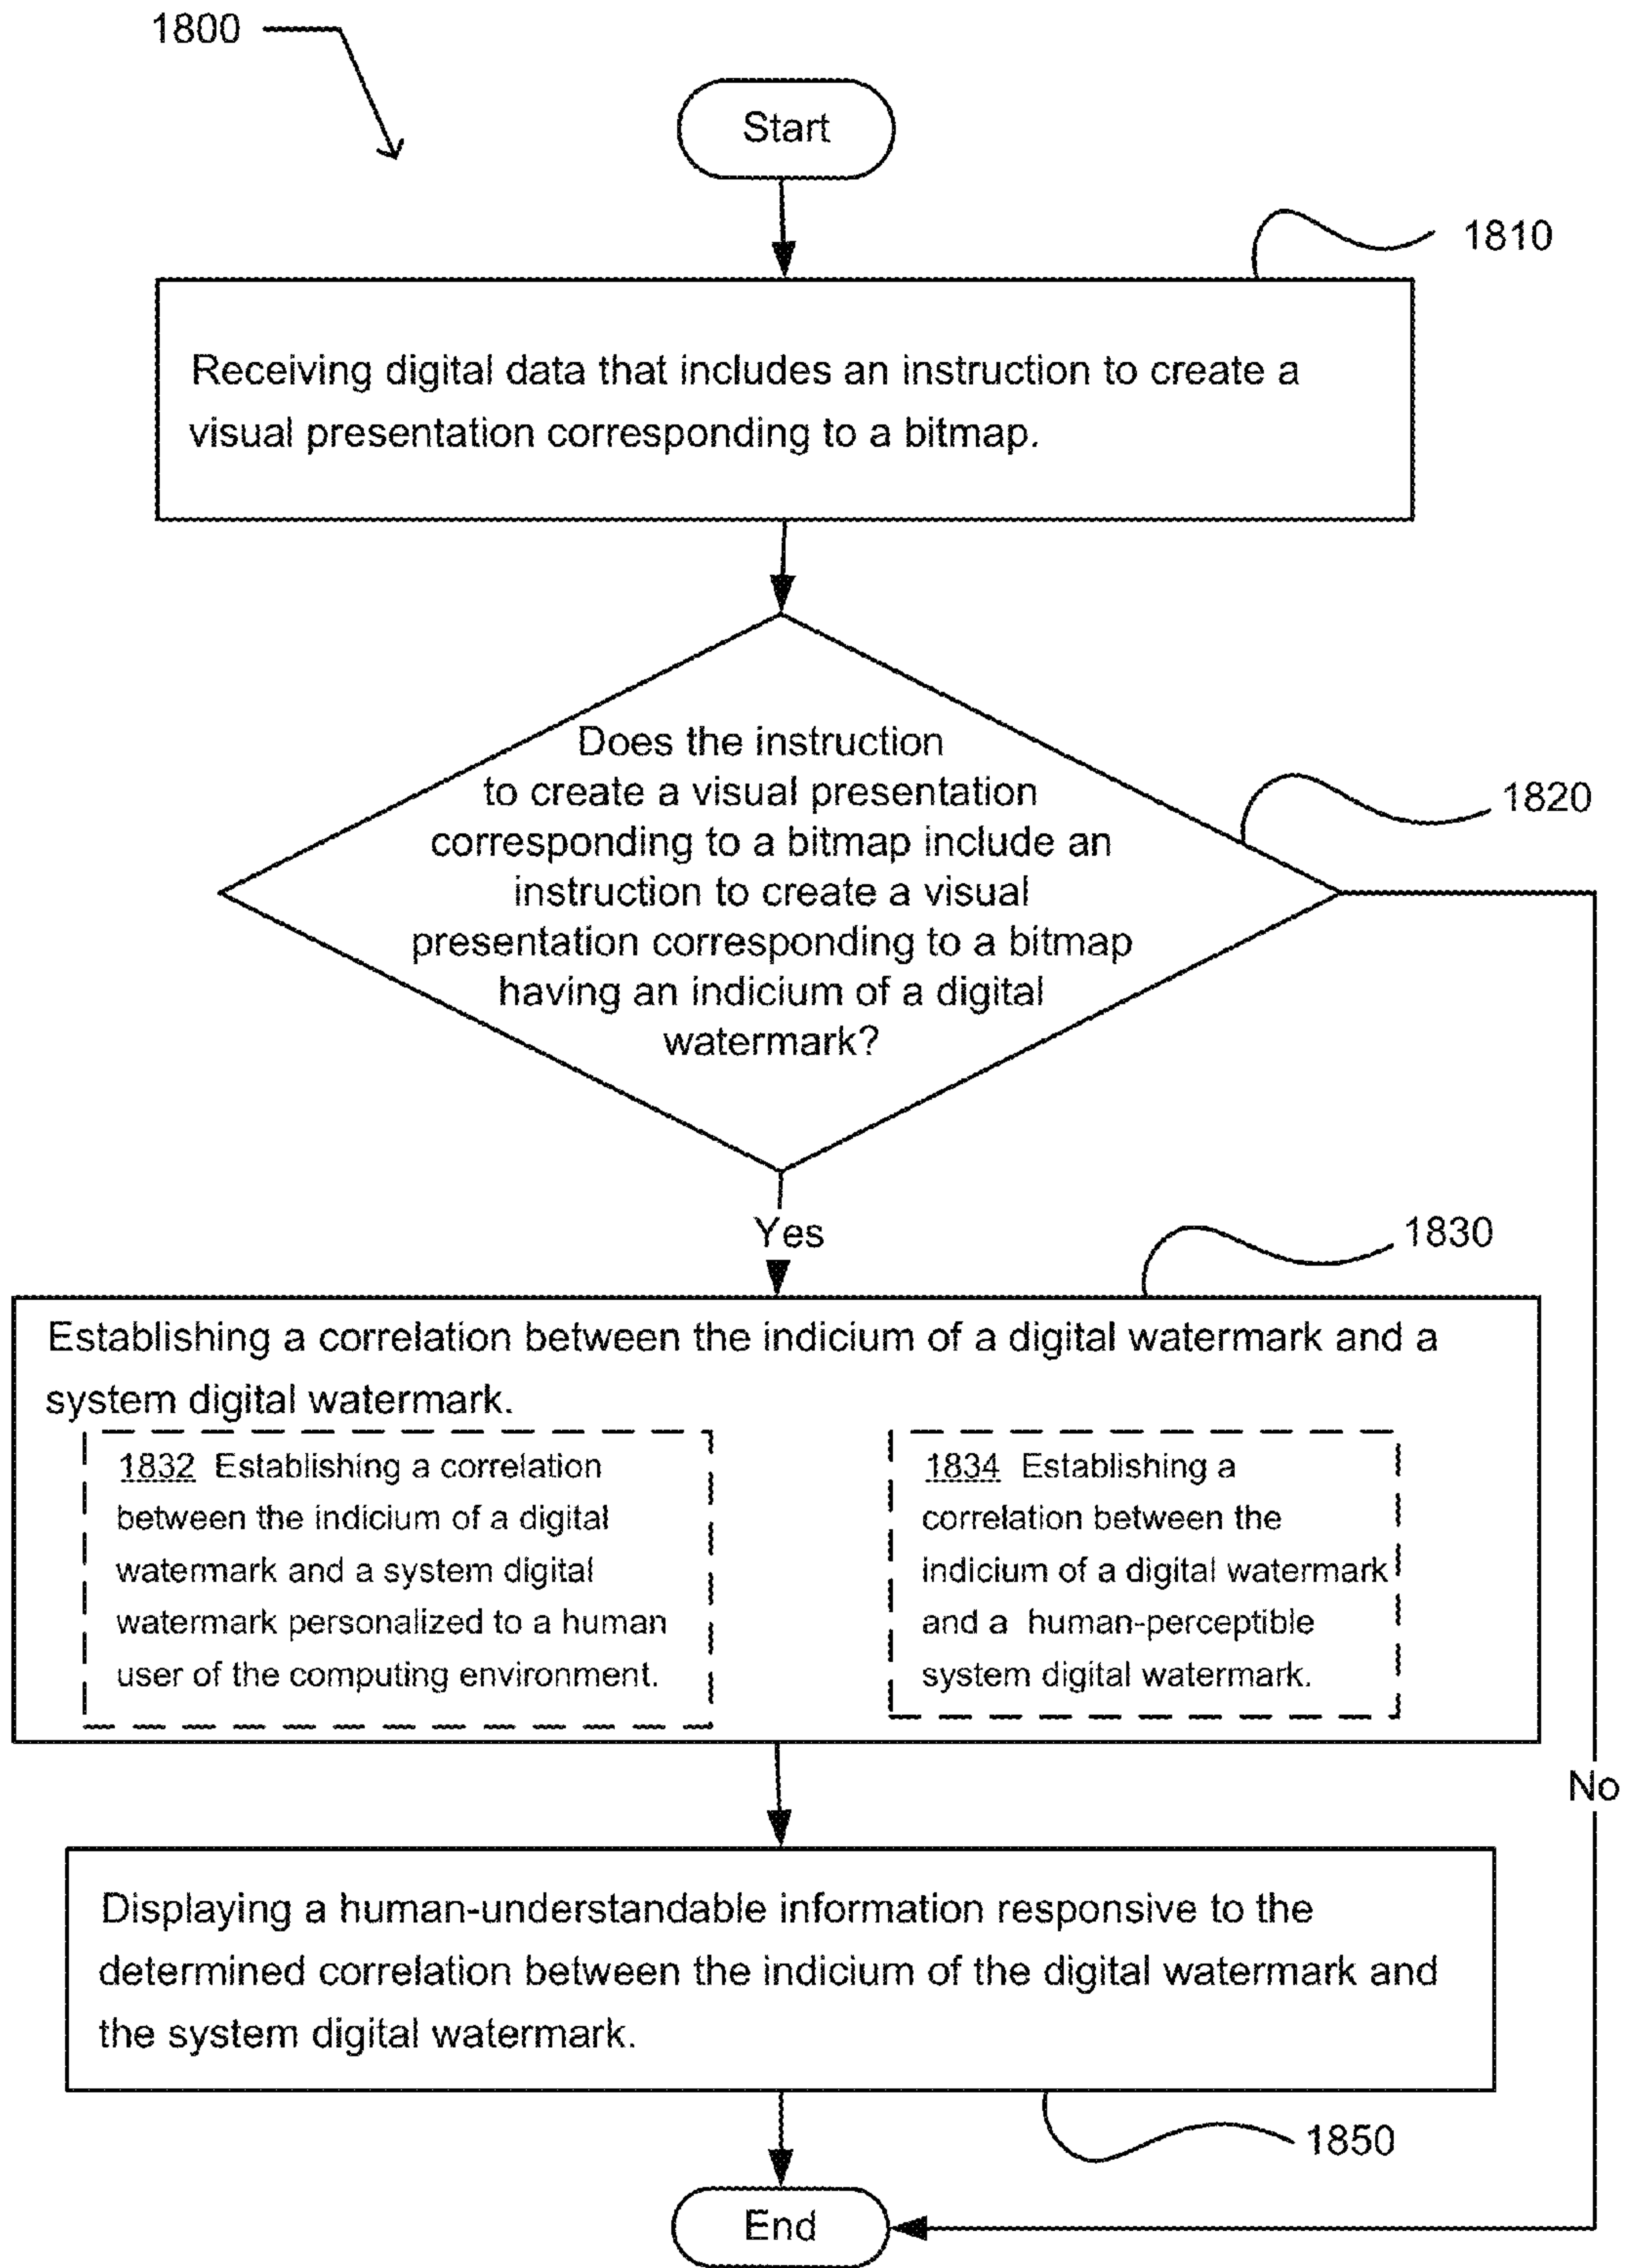 1800
Start
1810
Receiving digital data that includes an instruction to create a
visual presentation corresponding to a bitmap.
Does the instruction
to create a visual presentation
corresponding to a bitmap include an
instruction to create a visual
presentation corresponding to a bitmap
having an indicium of a digital
watermark?
1820
Yes
1830
Establishing a correlation between the indicium of a digital watermark and a
system digital watermark.
1832 Establishing a correlation
between the indicium of a digital
watermark and a system digital
watermark personalized to a human
user of the computing environment.
1834 Establishing a
correlation between the
indicium of a digital watermark
and a human-perceptible
system digital watermark.
No
Displaying a human-understandable information responsive to the
determined correlation between the indicium of the digital watermark and
the system digital watermark.
1850
End